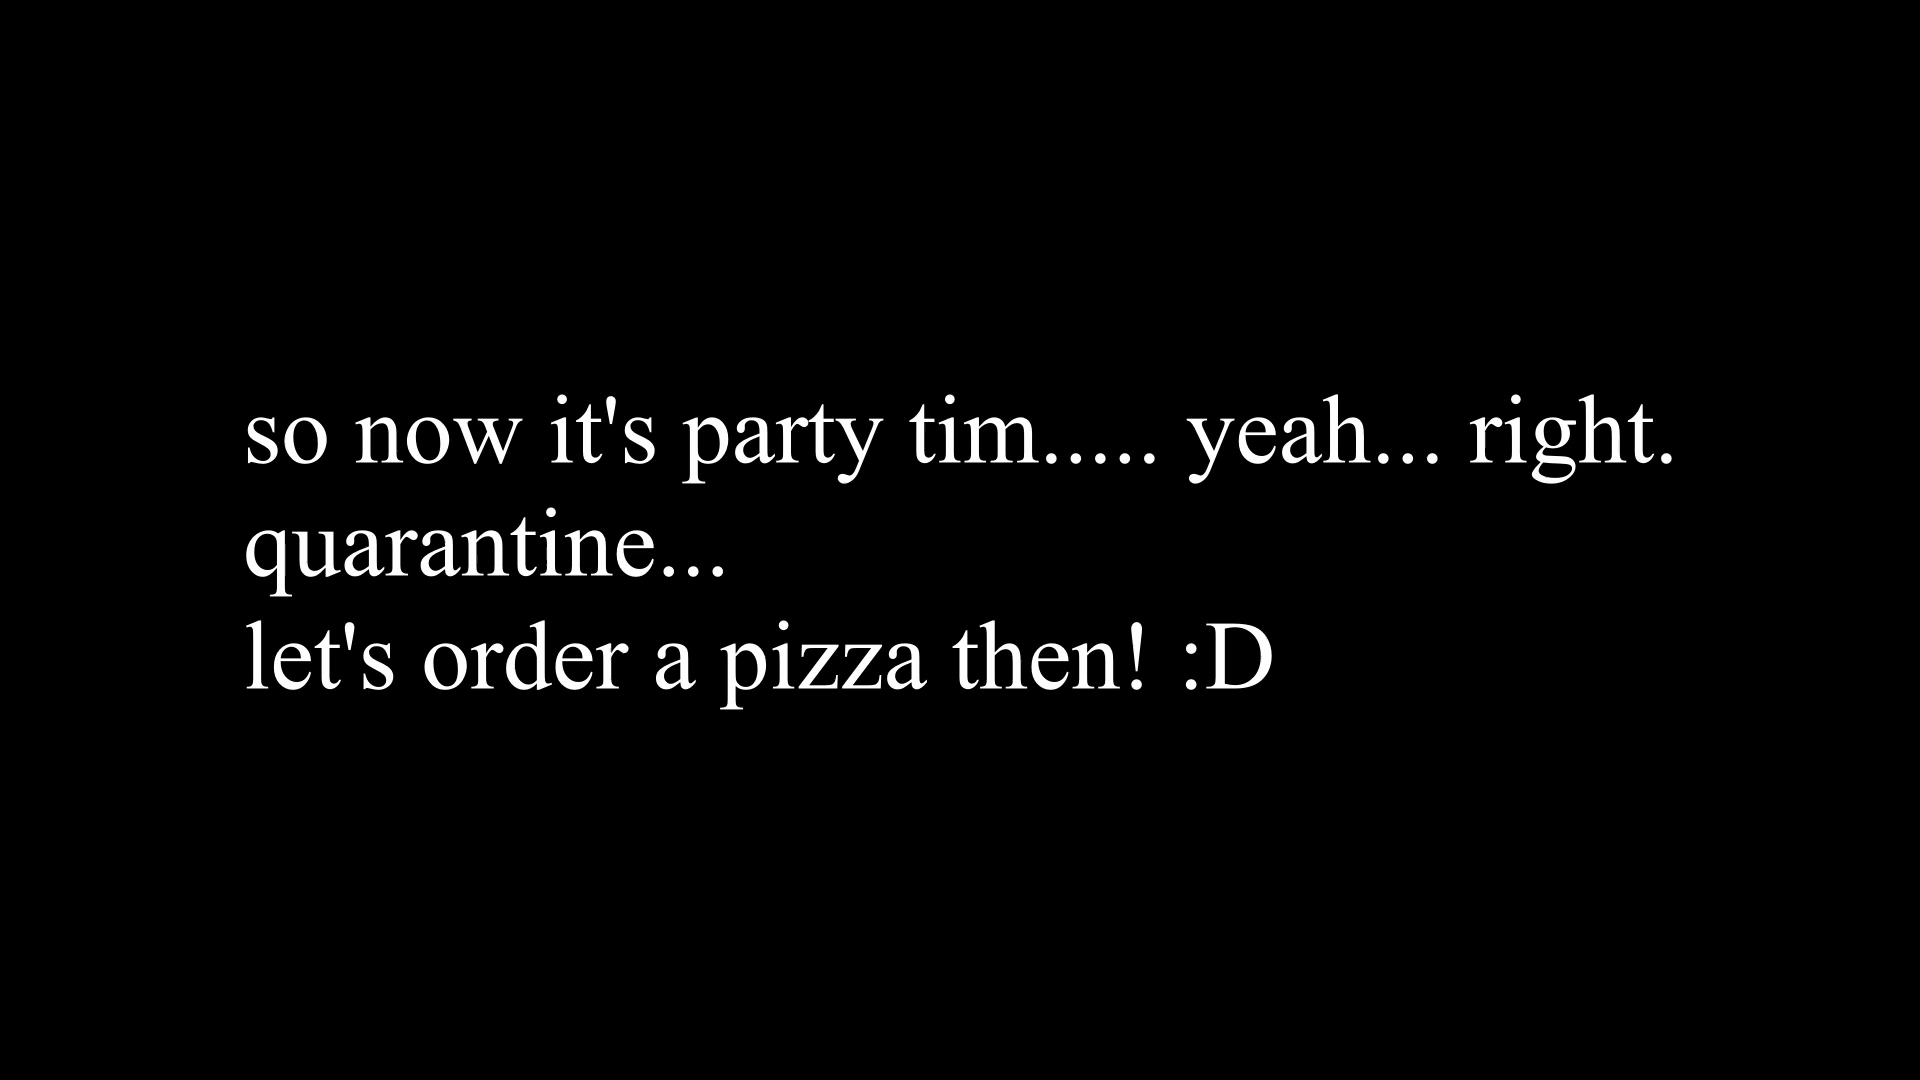 so now it's party tim..... yeah... right.
quarantine...
let's order a pizza then! :D